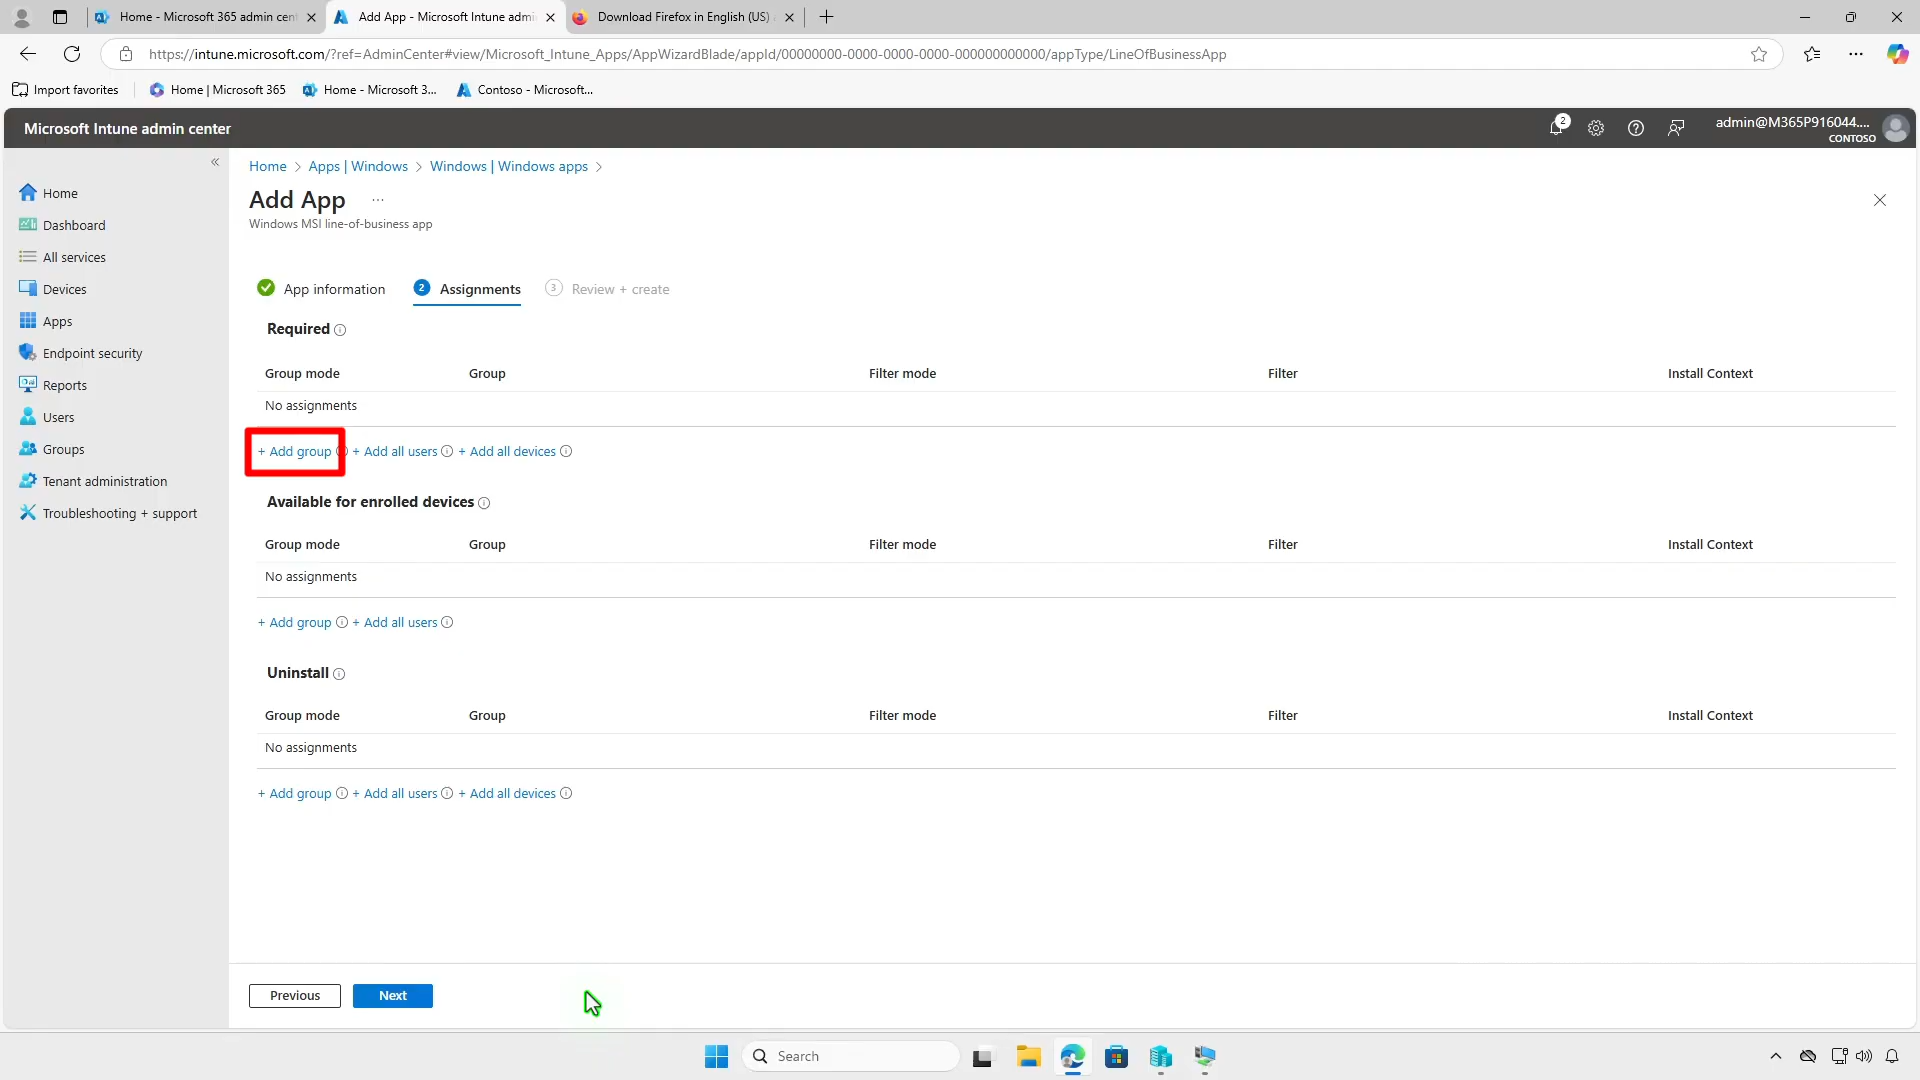 Home - Microsoft 365 admin cent
Add App - Microsoft Intune admin
Download Firefox in English (US)
https://intune.microsoft.com/?ref=AdminCenter#view/Microsoft_Intune_Apps/AppWizardBlade/appId/00000000-0000-0000-0000-000000000000/appType/LineOfBusinessApp
Import favorites
Home | Microsoft 365
Home - Microsoft 3...
Contoso - Microsoft...
Microsoft Intune admin center
2
admin@M365P916044....
CONTOSO
Home
Dashboard
All services
Devices
Apps
Endpoint security
Reports
Users
Groups
Tenant administration
Troubleshooting + support
Home > Apps | Windows > Windows | Windows apps >
Add App ...
Windows MSI line-of-business app
App information
2 Assignments
3 Review + create
Required
Group mode Group Filter mode Filter Install Context
No assignments
+ Add group + Add all users + Add all devices
Available for enrolled devices
Group mode Group Filter mode Filter Install Context
No assignments
+ Add group + Add all users
Uninstall
Group mode Group Filter mode Filter Install Context
No assignments
+ Add group + Add all users + Add all devices
Previous
Next
Search